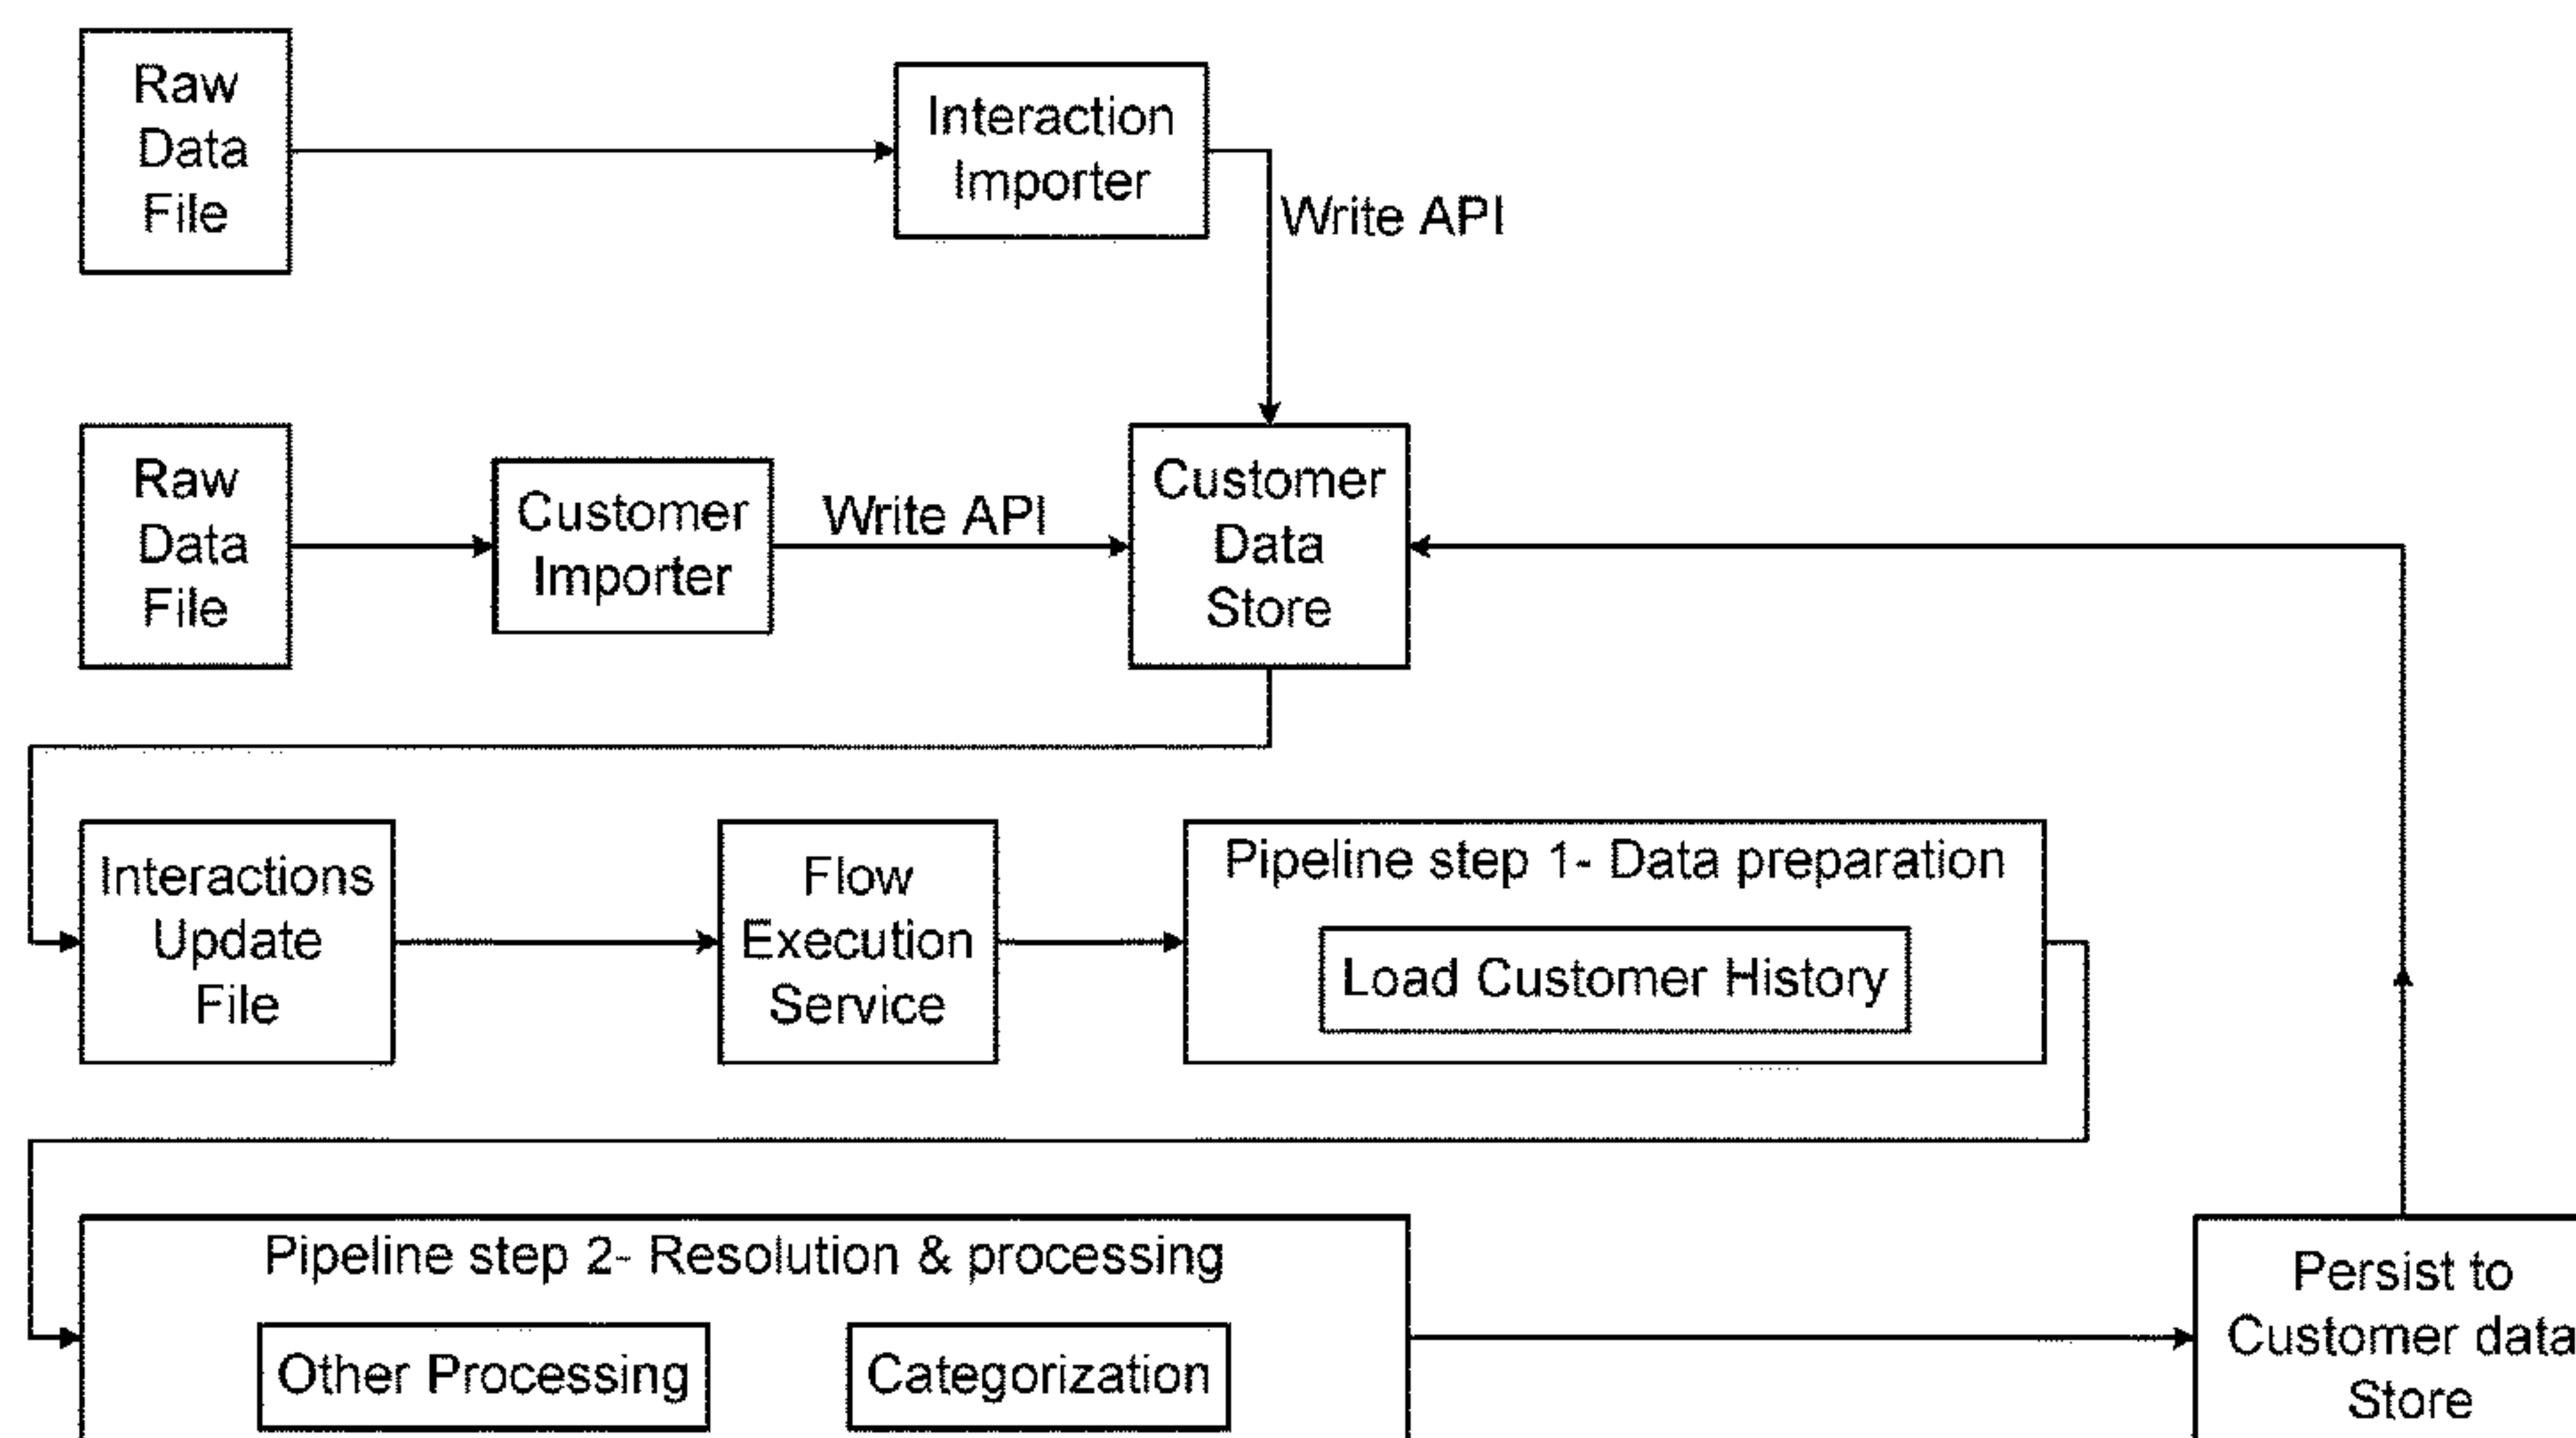 Raw
Data
File
Interaction
Importer
Write API
Raw
Data
File
Customer
Importer
Write API
Customer
Data
Store
Interactions
Update
File
Flow
Execution
Service
Pipeline step 1- Data preparation
Load Customer History
Pipeline step 2- Resolution & processing
Other Processing
Categorization
Persist to
Customer data
Store